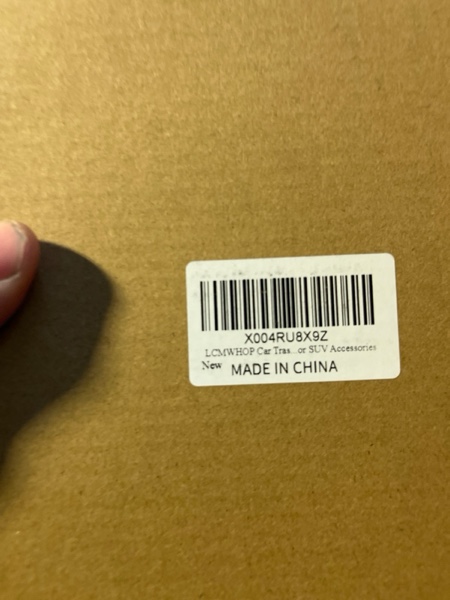 X004RU8X9Z
LCMWHOP Car Tras...or SUV Accessories
New MADE IN CHINA